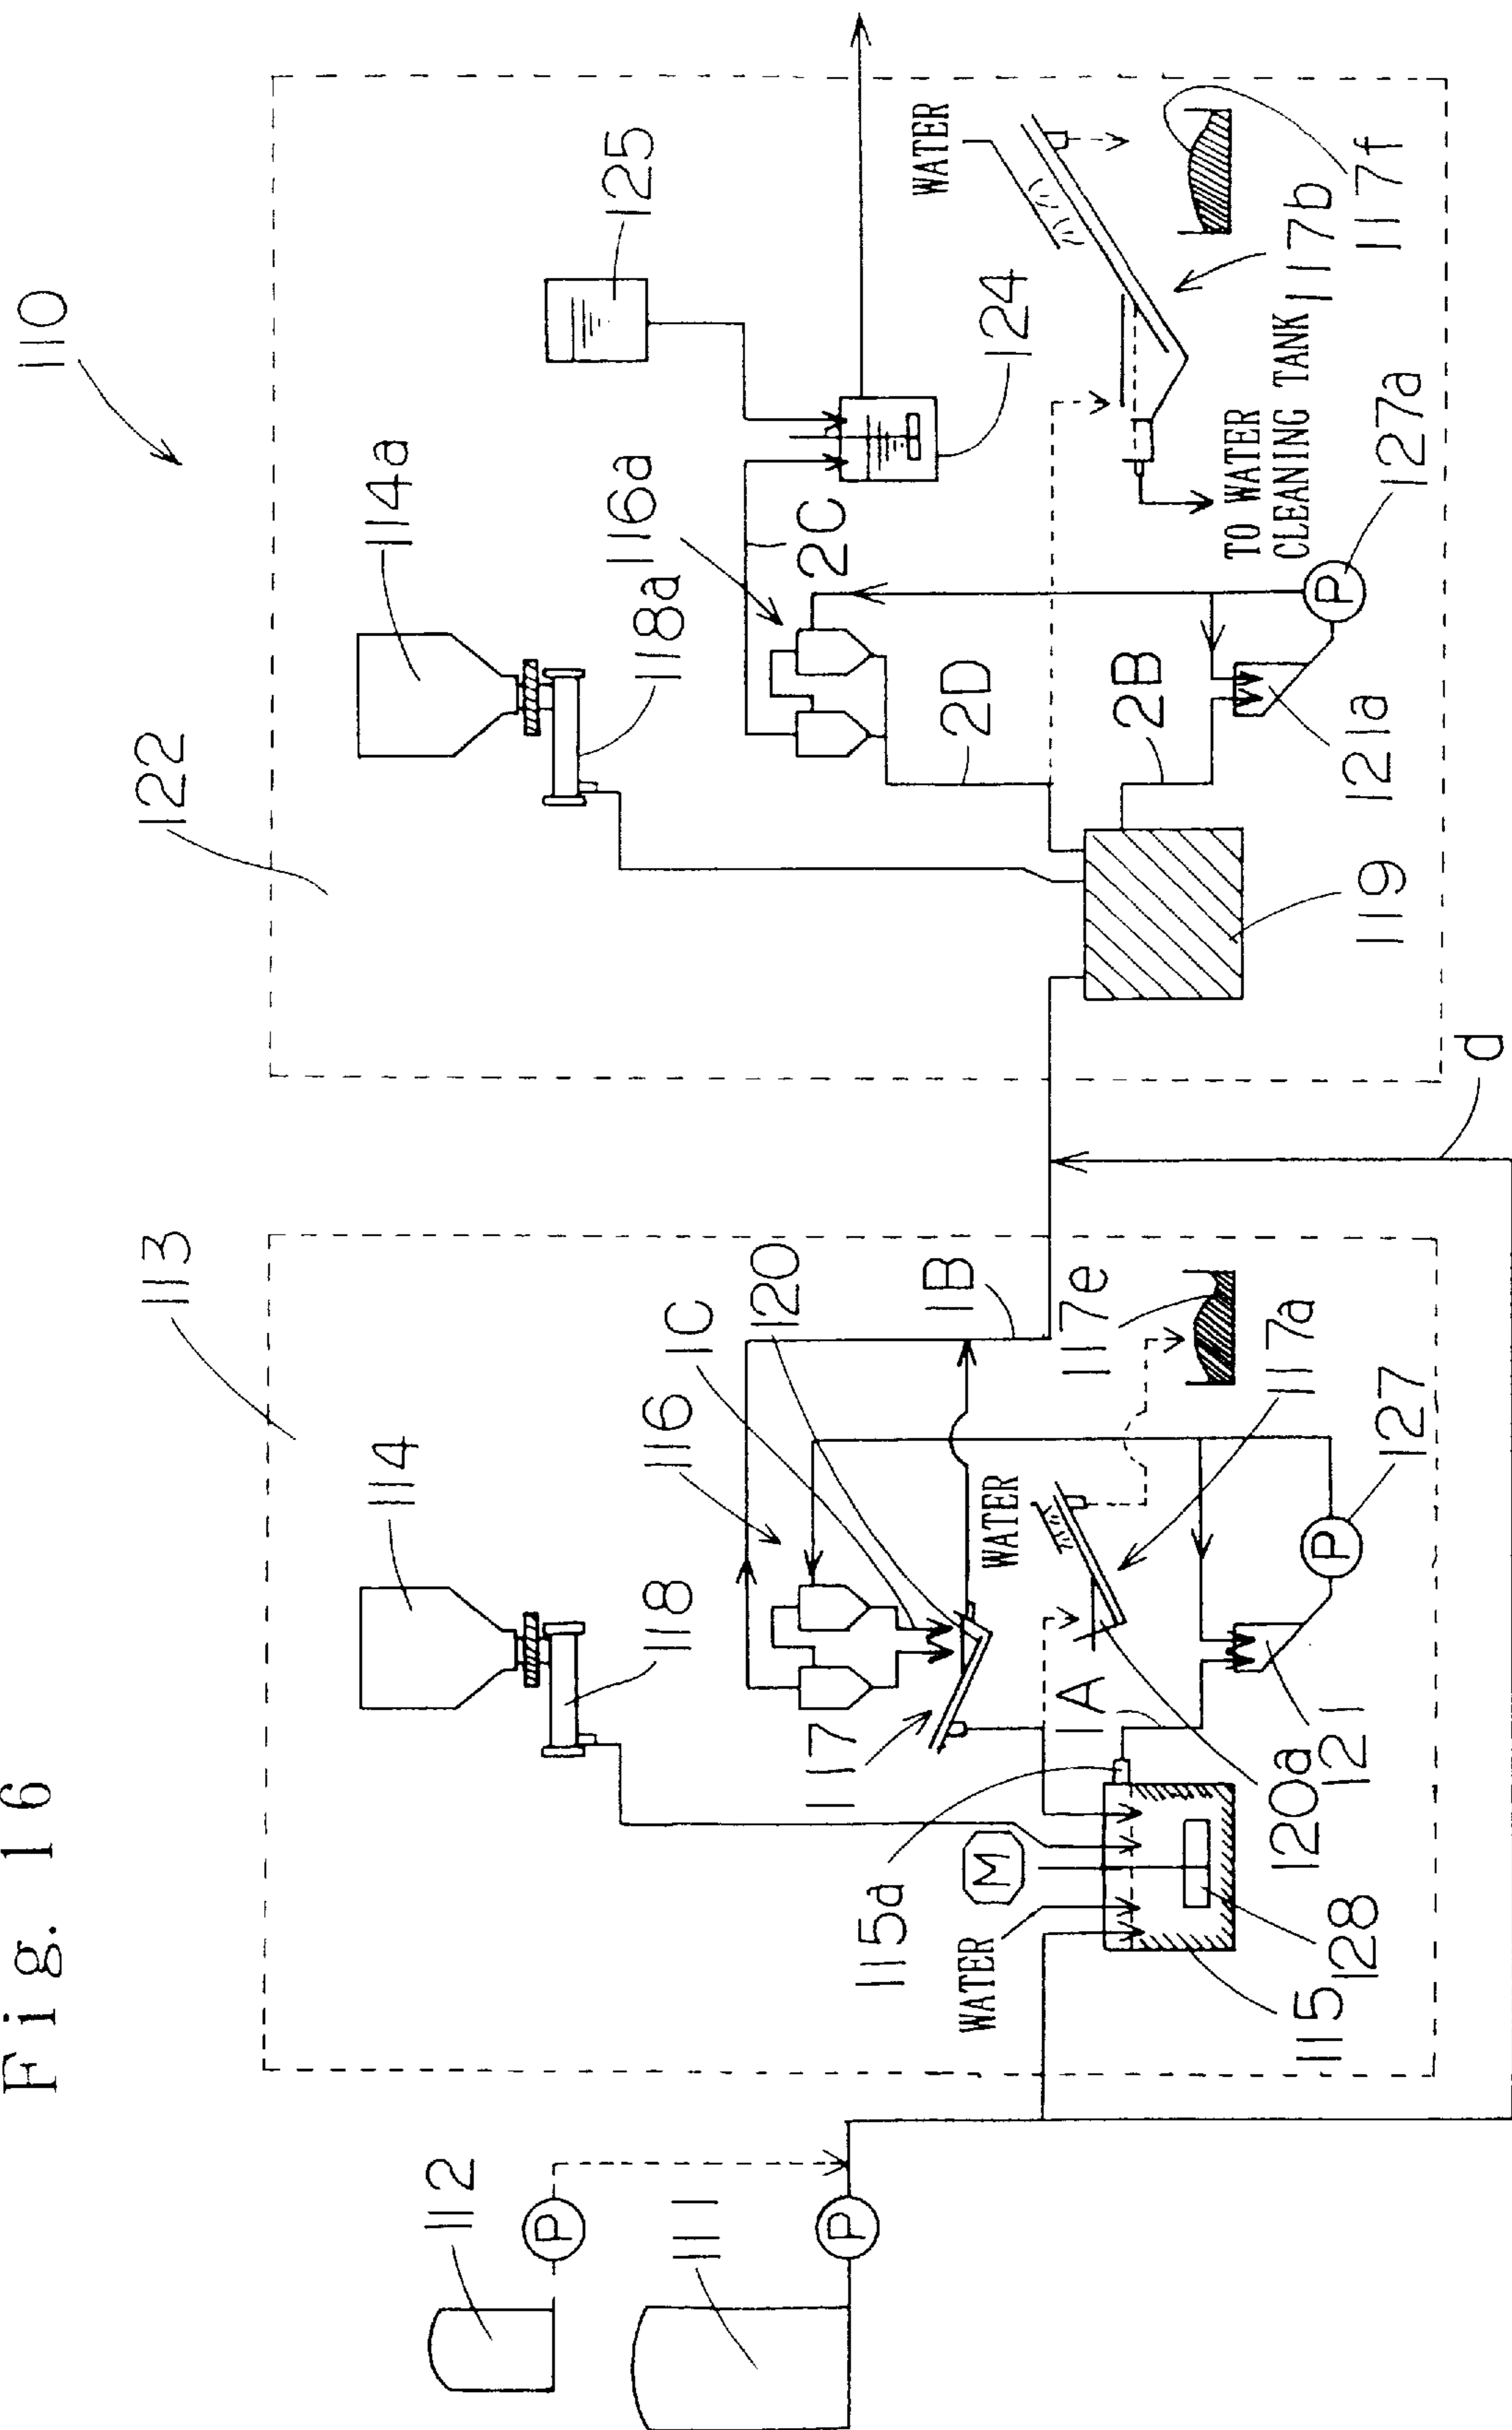 Fig. 16
110
113
122
112
111
114
118
116
1C
120
1B
117
WATER
117e
117a
1A
115a
M
WATER
120a
121
127
P
115
128
P
P
d
114a
118a
116a
2C
125
124
WATER
117b
117f
TO WATER
CLEANING TANK
2D
2B
121a
127a
P
119